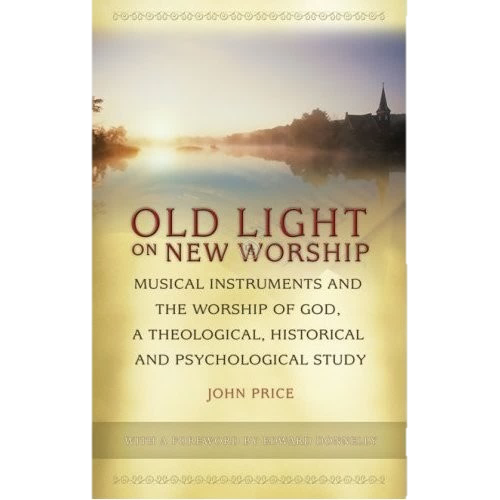 OLD LIGHT
ON NEW WORSHIP
MUSICAL INSTRUMENTS AND
THE WORSHIP OF GOD,
A THEOLOGICAL, HISTORICAL
AND PSYCHOLOGICAL STUDY
JOHN PRICE
WITH A FOREWORD BY EDWARD DONNELLY